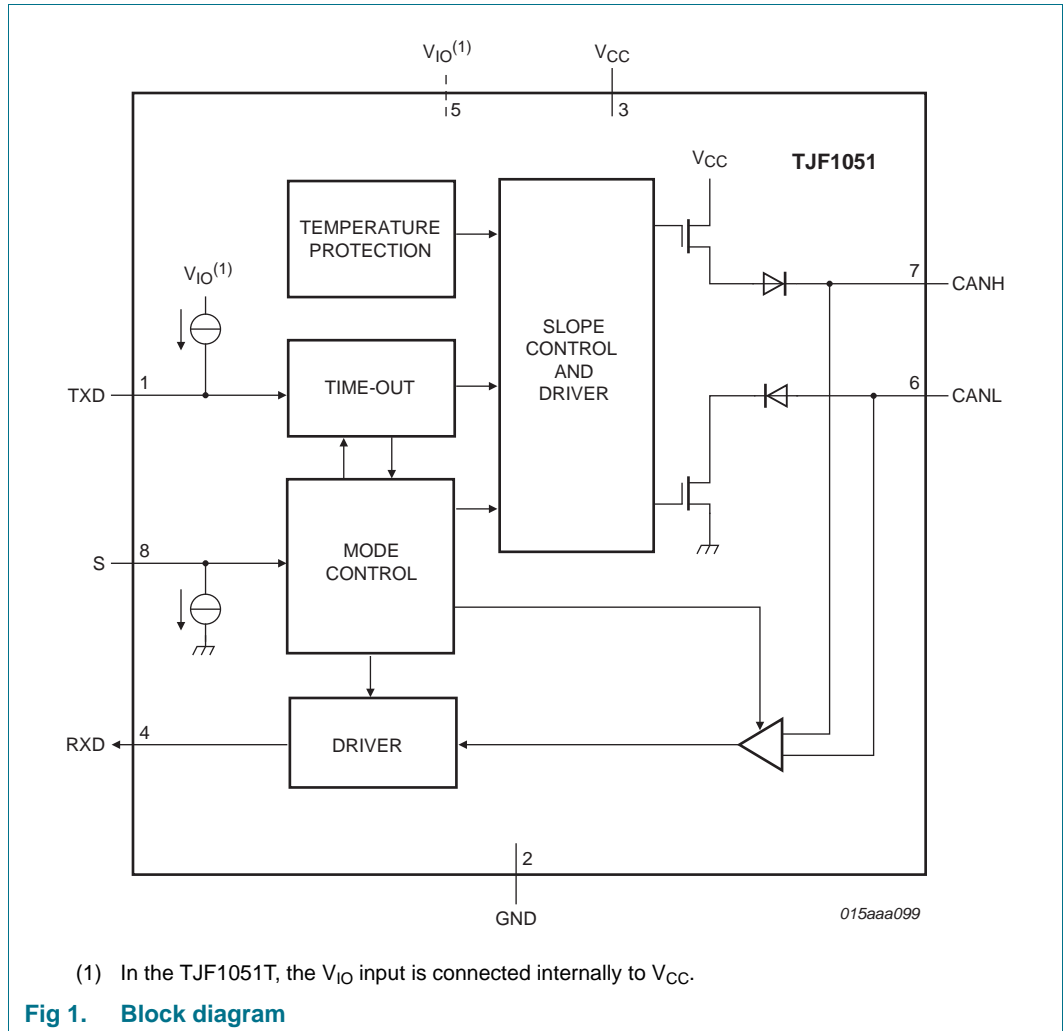 VIO(1)
VCC
5
3
VCC
TJF1051
TEMPERATURE
PROTECTION
VIO(1)
7
CANH
SLOPE
CONTROL
AND
DRIVER
TXD
1
TIME-OUT
6
CANL
S
8
MODE
CONTROL
RXD
4
DRIVER
2
GND
015aaa099
(1) In the TJF1051T, the VIO input is connected internally to VCC.
Fig 1. Block diagram